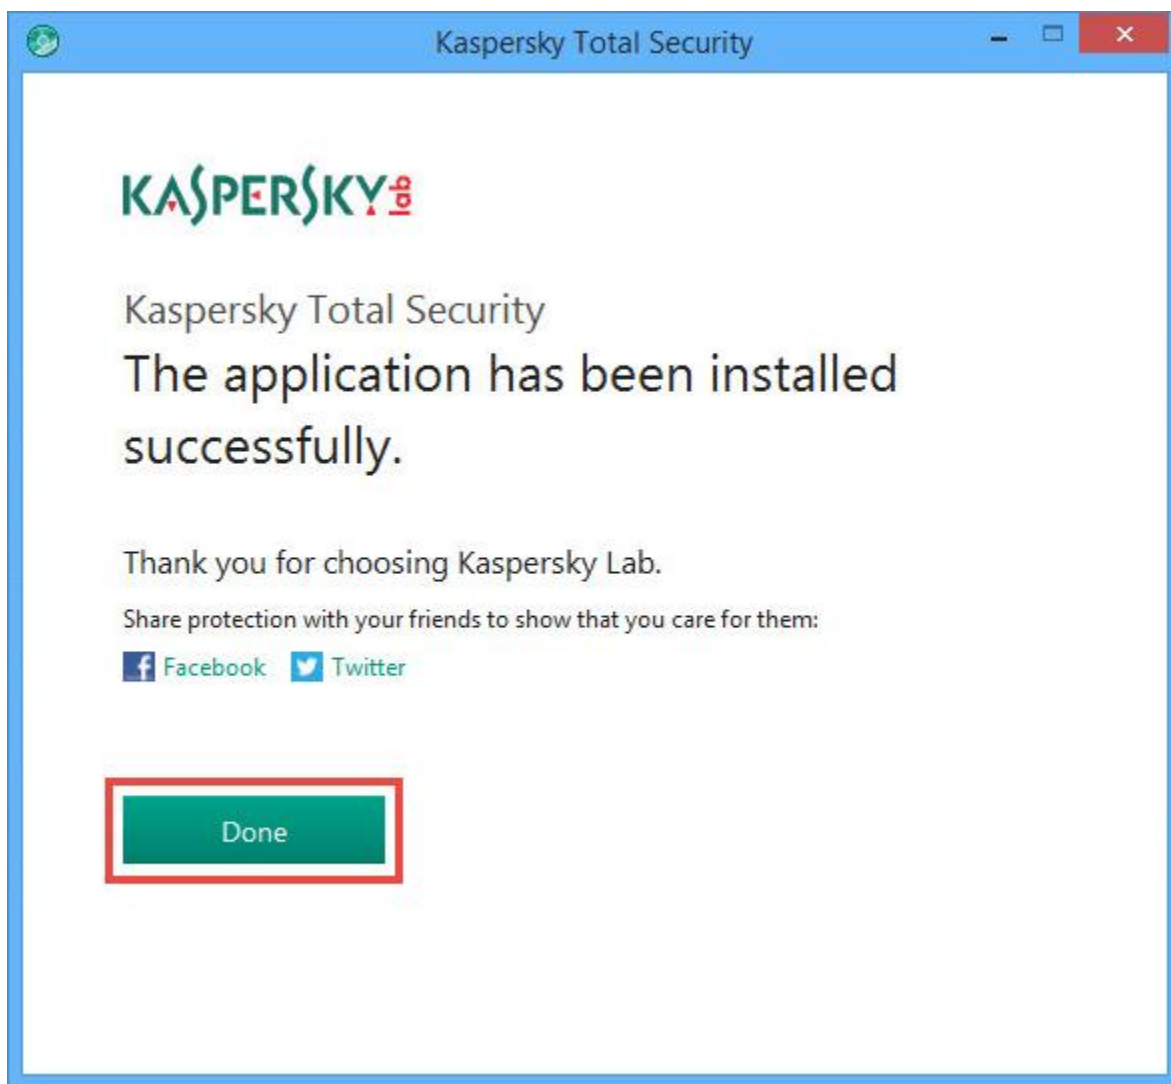 Kaspersky Total Security
KASPERSKY lab
Kaspersky Total Security
The application has been installed
successfully.
Thank you for choosing Kaspersky Lab.
Share protection with your friends to show that you care for them:
Facebook Twitter
Done